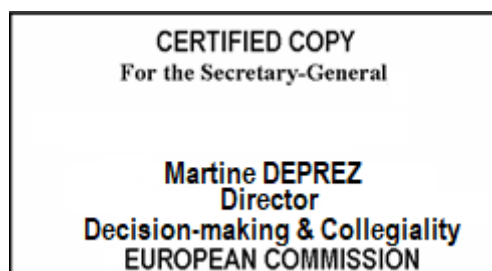 CERTIFIED COPY
For the Secretary-General
Martine DEPREZ
Director
Decision-making & Collegiality
EUROPEAN COMMISSION